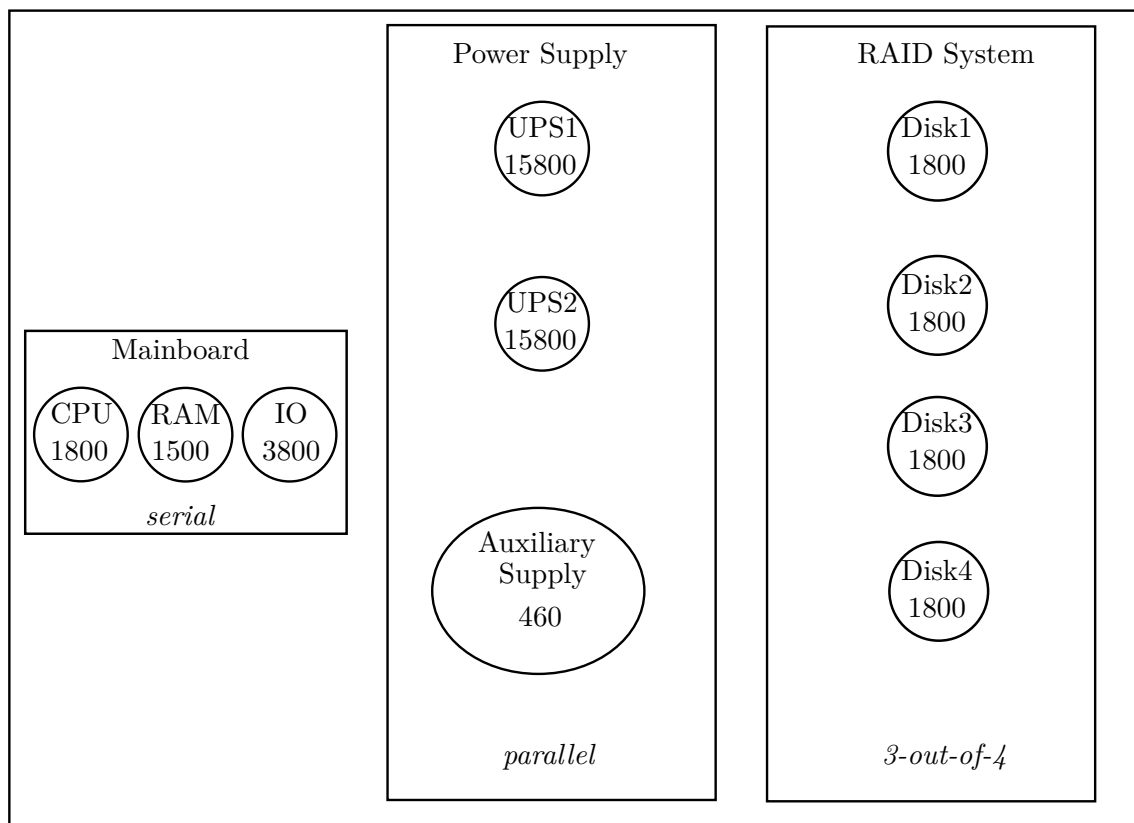 Mainboard
CPU
1800
RAM
1500
IO
3800
serial
Power Supply
UPS1
15800
UPS2
15800
Auxiliary
Supply
460
parallel
RAID System
Disk1
1800
Disk2
1800
Disk3
1800
Disk4
1800
3-out-of-4